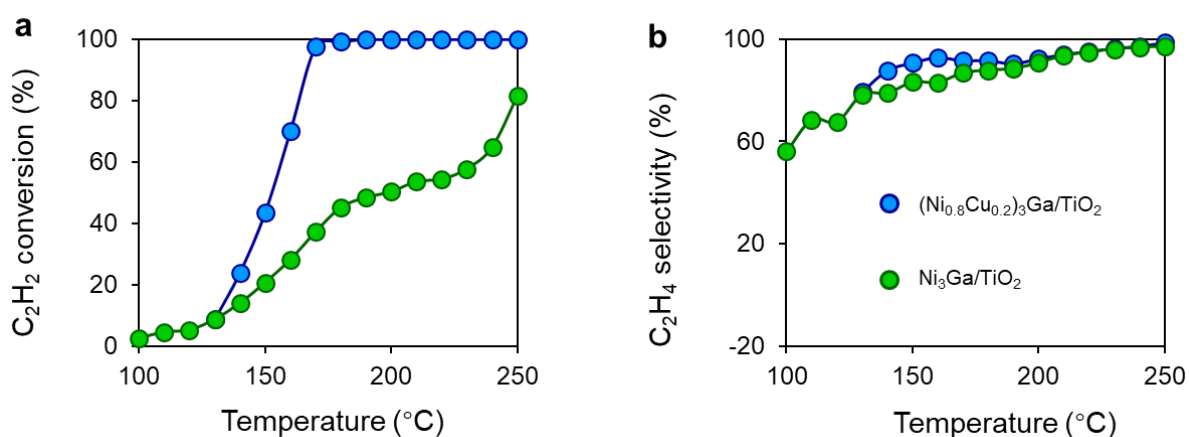 a
100
80
60
40
20
0
100
150
200
250
C₂H₂ conversion (%)
Temperature (°C)
b
100
60
20
-20
100
150
200
250
C₂H₄ selectivity (%)
(Ni₀.₈Cu₀.₂)₃Ga/TiO₂
Ni₃Ga/TiO₂
Temperature (°C)